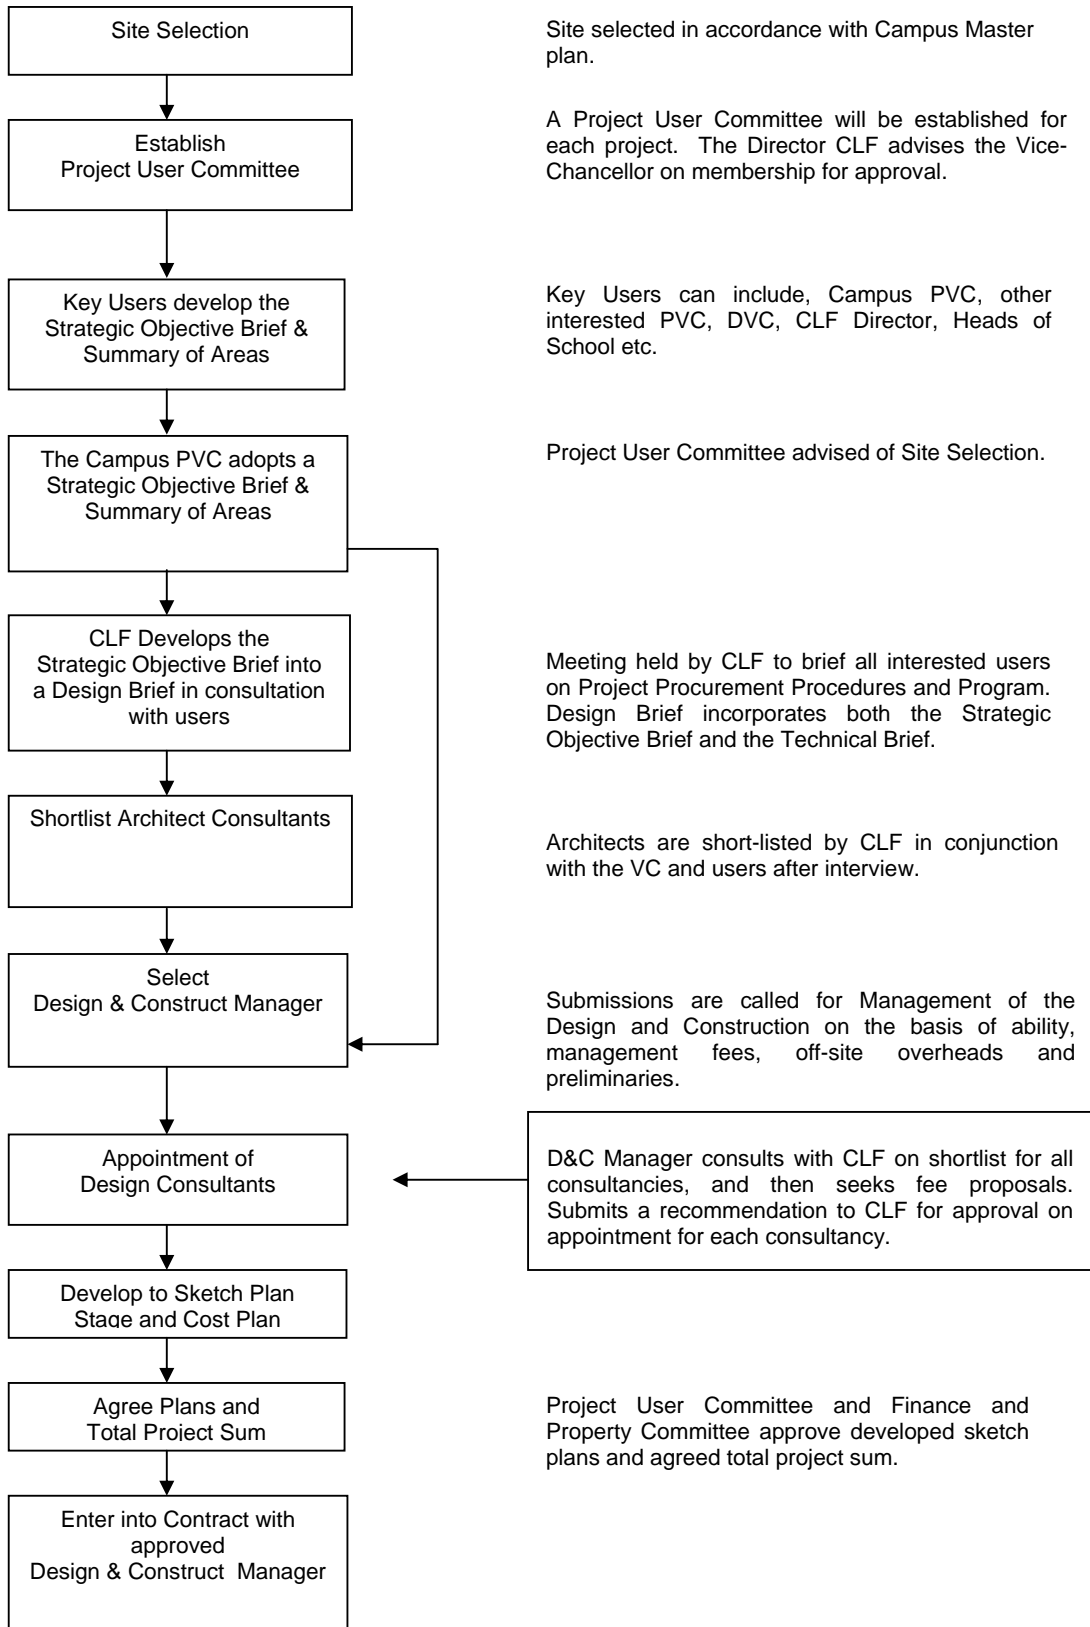 Site Selection
Site selected in accordance with Campus Master
plan.
Establish
Project User Committee
A Project User Committee will be established for
each project. The Director CLF advises the Vice-
Chancellor on membership for approval.
Key Users develop the
Strategic Objective Brief &
Summary of Areas
Key Users can include, Campus PVC, other
interested PVC, DVC, CLF Director, Heads of
School etc.
The Campus PVC adopts a
Strategic Objective Brief &
Summary of Areas
Project User Committee advised of Site Selection.
CLF Develops the
Strategic Objective Brief into
a Design Brief in consultation
with users
Meeting held by CLF to brief all interested users
on Project Procurement Procedures and Program.
Design Brief incorporates both the Strategic
Objective Brief and the Technical Brief.
Shortlist Architect Consultants
Architects are short-listed by CLF in conjunction
with the VC and users after interview.
Select
Design & Construct Manager
Submissions are called for Management of the
Design and Construction on the basis of ability,
management fees, off-site overheads and
preliminaries.
Appointment of
Design Consultants
D&C Manager consults with CLF on shortlist for all
consultancies, and then seeks fee proposals.
Submits a recommendation to CLF for approval on
appointment for each consultancy.
Develop to Sketch Plan
Stage and Cost Plan
Agree Plans and
Total Project Sum
Project User Committee and Finance and
Property Committee approve developed sketch
plans and agreed total project sum.
Enter into Contract with
approved
Design & Construct Manager